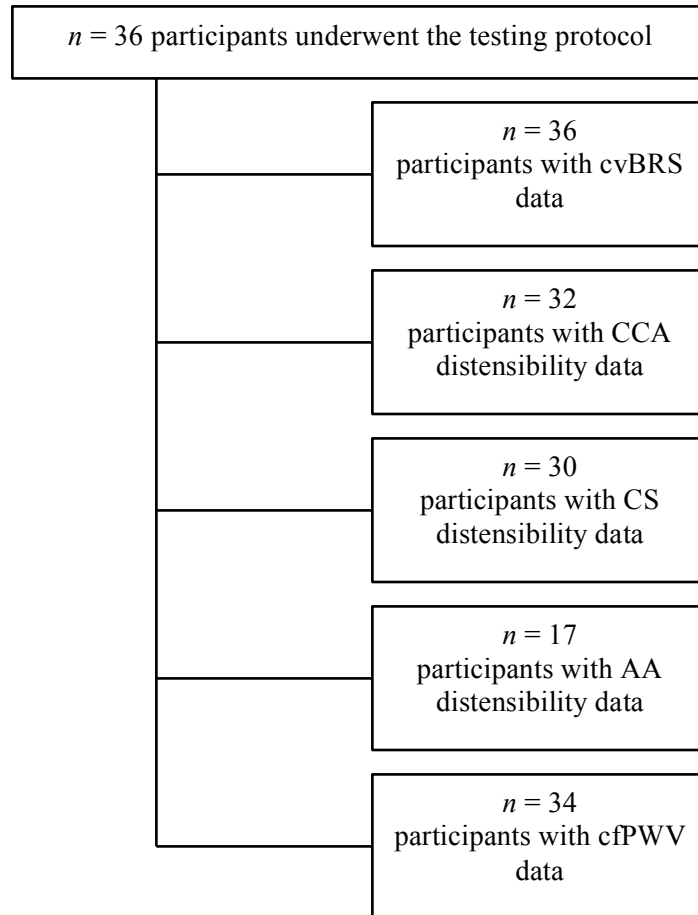 n = 36 participants underwent the testing protocol
n = 36
participants with cvBRS
data
n = 32
participants with CCA
distensibility data
n = 30
participants with CS
distensibility data
n = 17
participants with AA
distensibility data
n = 34
participants with cfPWV
data